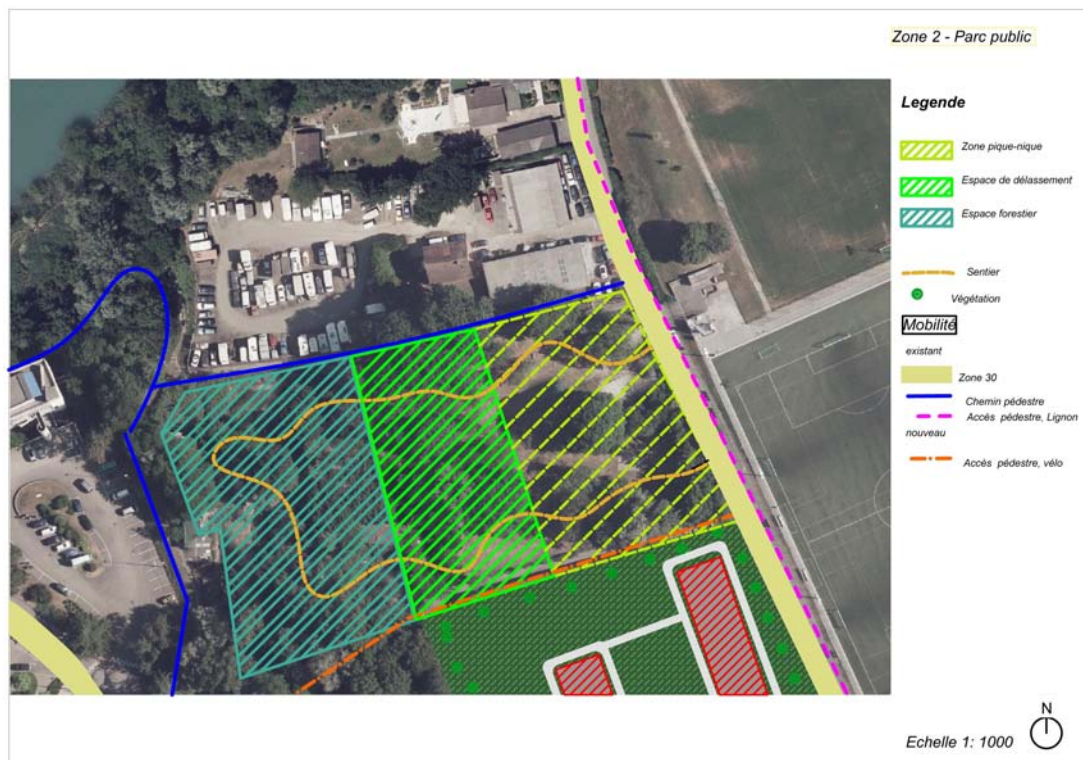 Zone 2 - Parc public
Legende
Zone pique-nique
Espace de délassement
Espace forestier
Sentier
Végétation
Mobilité
existant
Zone 30
Chemin pédestre
Accès pédestre, Lignon
nouveau
Accès pédestre, vélo
N
Echelle 1: 1000